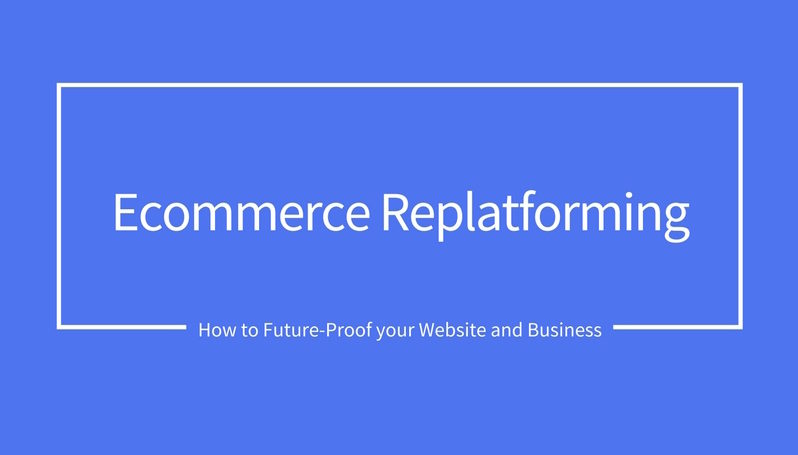 Ecommerce Replatforming
How to Future-Proof your Website and Business